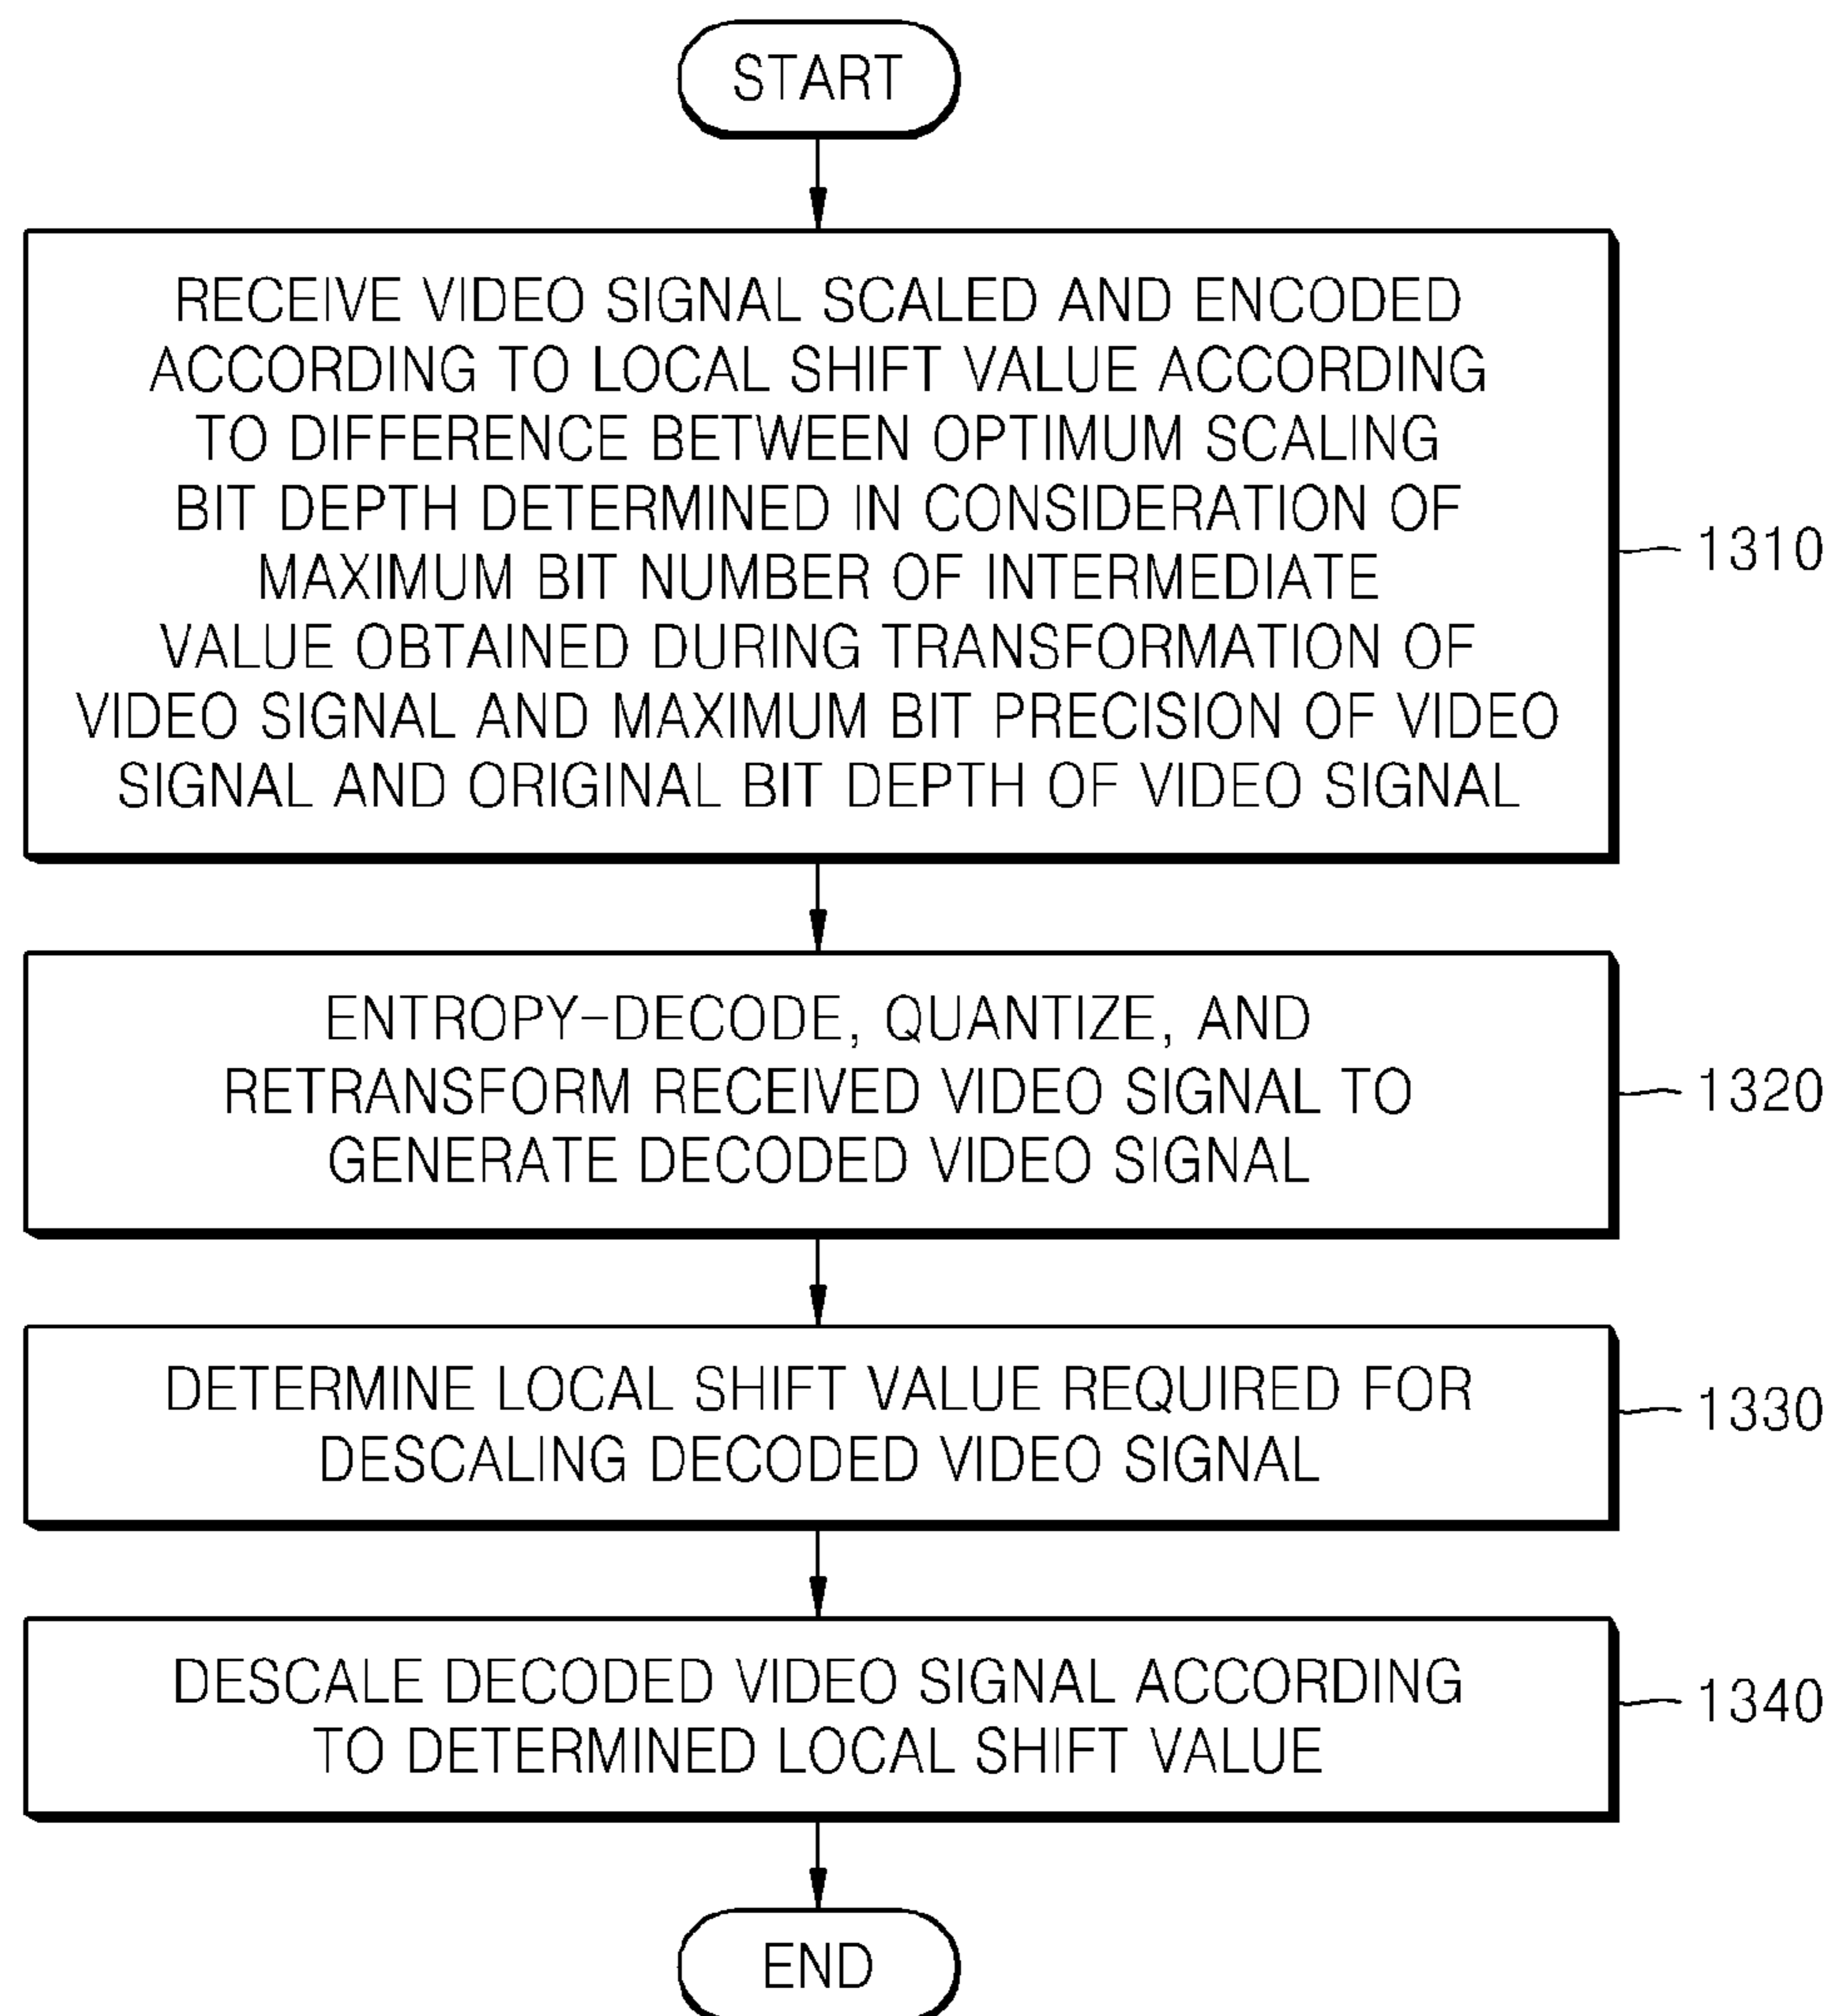 START
RECEIVE VIDEO SIGNAL SCALED AND ENCODED
ACCORDING TO LOCAL SHIFT VALUE ACCORDING
TO DIFFERENCE BETWEEN OPTIMUM SCALING
BIT DEPTH DETERMINED IN CONSIDERATION OF
MAXIMUM BIT NUMBER OF INTERMEDIATE
VALUE OBTAINED DURING TRANSFORMATION OF
VIDEO SIGNAL AND MAXIMUM BIT PRECISION OF VIDEO
SIGNAL AND ORIGINAL BIT DEPTH OF VIDEO SIGNAL
1310
ENTROPY-DECODE, QUANTIZE, AND
RETRANSFORM RECEIVED VIDEO SIGNAL TO
GENERATE DECODED VIDEO SIGNAL
1320
DETERMINE LOCAL SHIFT VALUE REQUIRED FOR
DESCALING DECODED VIDEO SIGNAL
1330
DESCALE DECODED VIDEO SIGNAL ACCORDING
TO DETERMINED LOCAL SHIFT VALUE
1340
END